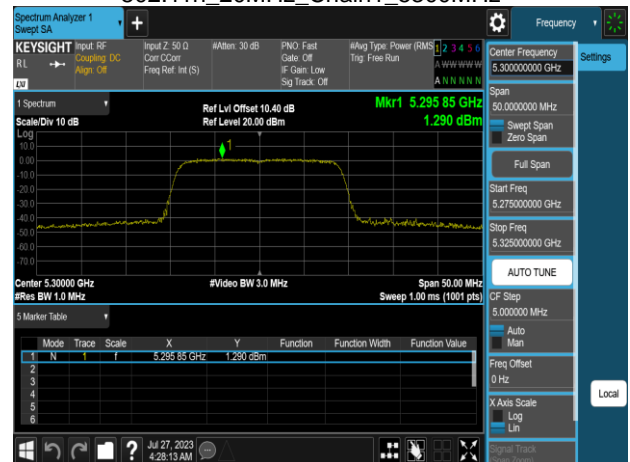 Spectrum Analyzer 1
Swept SA
+
Frequency
KEYSIGHT
RL
LXI
Input: RF
Coupling: DC
Align: Off
Input Z: 50 Ω
Corr CCorr
Freq Ref: Int (S)
#Atten: 30 dB
PNO: Fast
Gate: Off
IF Gain: Low
Sig Track: Off
#Avg Type: Power (RMS
Trig: Free Run
1 2 3 4 5 6
A W W W W W
A N N N N N
1 Spectrum
Scale/Div 10 dB
Log
Ref Lvl Offset 10.40 dB
Ref Level 20.00 dBm
Mkr1 5.295 85 GHz
1.290 dBm
1
10.0
0.00
-10.0
-20.0
-30.0
-40.0
-50.0
-60.0
-70.0
Center 5.30000 GHz
#Res BW 1.0 MHz
#Video BW 3.0 MHz
Span 50.00 MHz
Sweep 1.00 ms (1001 pts)
5 Marker Table
Mode Trace Scale X Y Function Function Width Function Value
1 N 1 f 5.295 85 GHz 1.290 dBm
2
3
4
5
6
Jul 27, 2023
4:28:13 AM
Center Frequency
5.300000000 GHz
Span
50.0000000 MHz
Swept Span
Zero Span
Full Span
Start Freq
5.275000000 GHz
Stop Freq
5.325000000 GHz
AUTO TUNE
CF Step
5.000000 MHz
Auto
Man
Freq Offset
0 Hz
X Axis Scale
Log
Lin
Signal Track
(Span Zoom)
Settings
Local